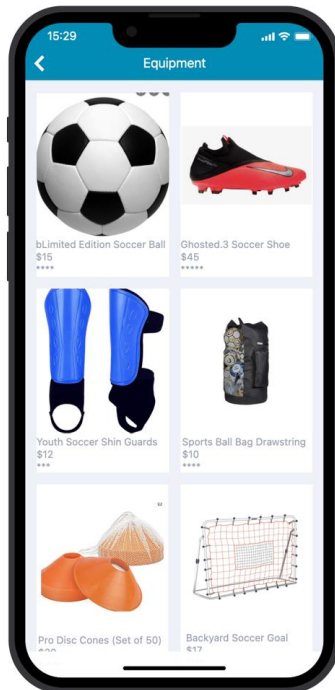 15:29
Equipment
bLimited Edition Soccer Ball
$15
****
Ghosted.3 Soccer Shoe
$45
*****
Youth Soccer Shin Guards
$12
***
Sports Ball Bag Drawstring
$10
****
Pro Disc Cones (Set of 50)
Backyard Soccer Goal
$17